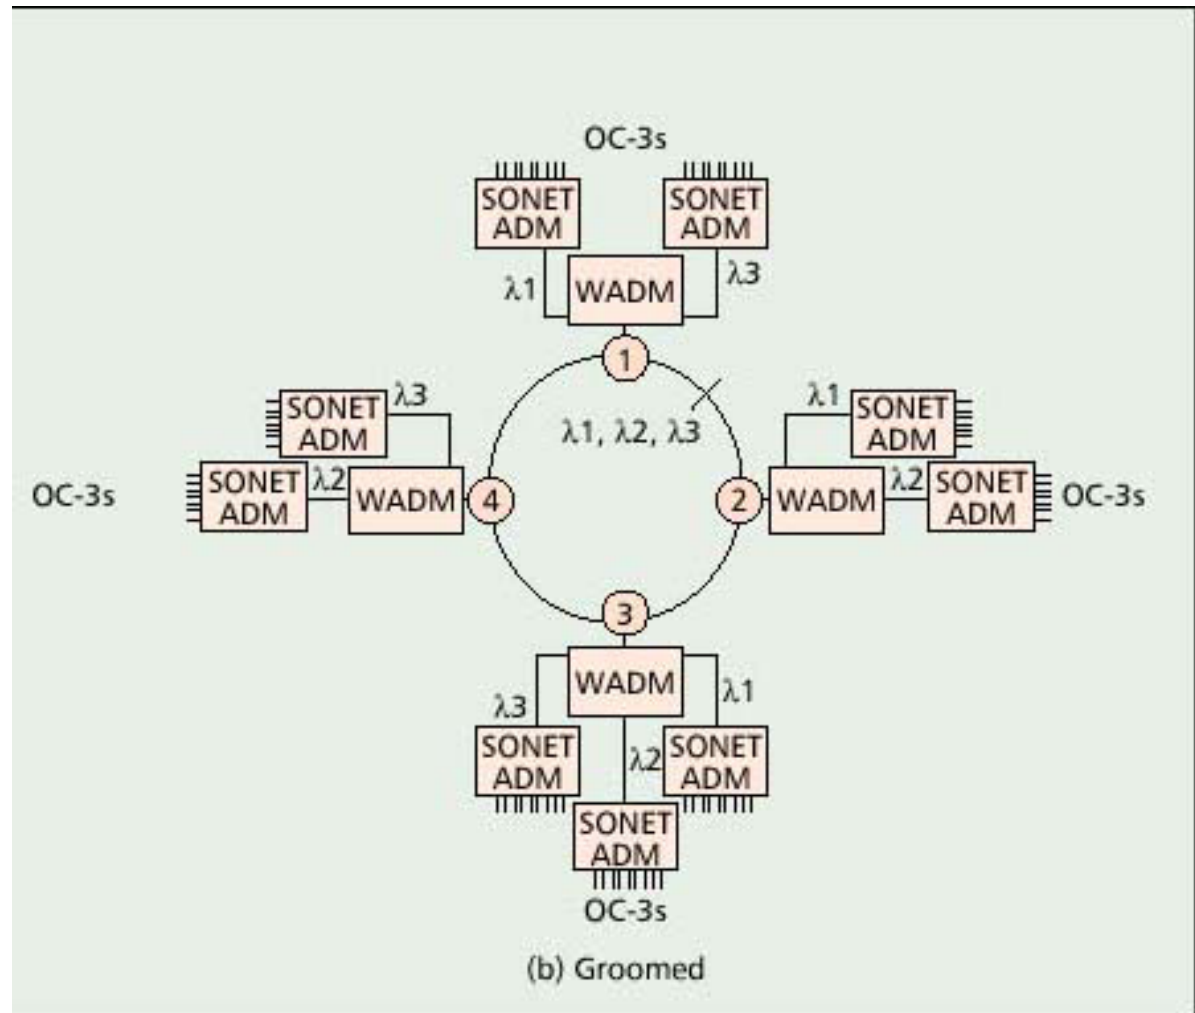 OC-3s
SONET
ADM
SONET
ADM
λ1
WADM
λ3
1
λ1, λ2, λ3
SONET
ADM
λ3
OC-3s
SONET
ADM
λ2
WADM
4
2
WADM
λ1
SONET
ADM
λ2
SONET
ADM
OC-3s
3
WADM
λ3
λ1
SONET
ADM
λ2
SONET
ADM
SONET
ADM
OC-3s
(b) Groomed